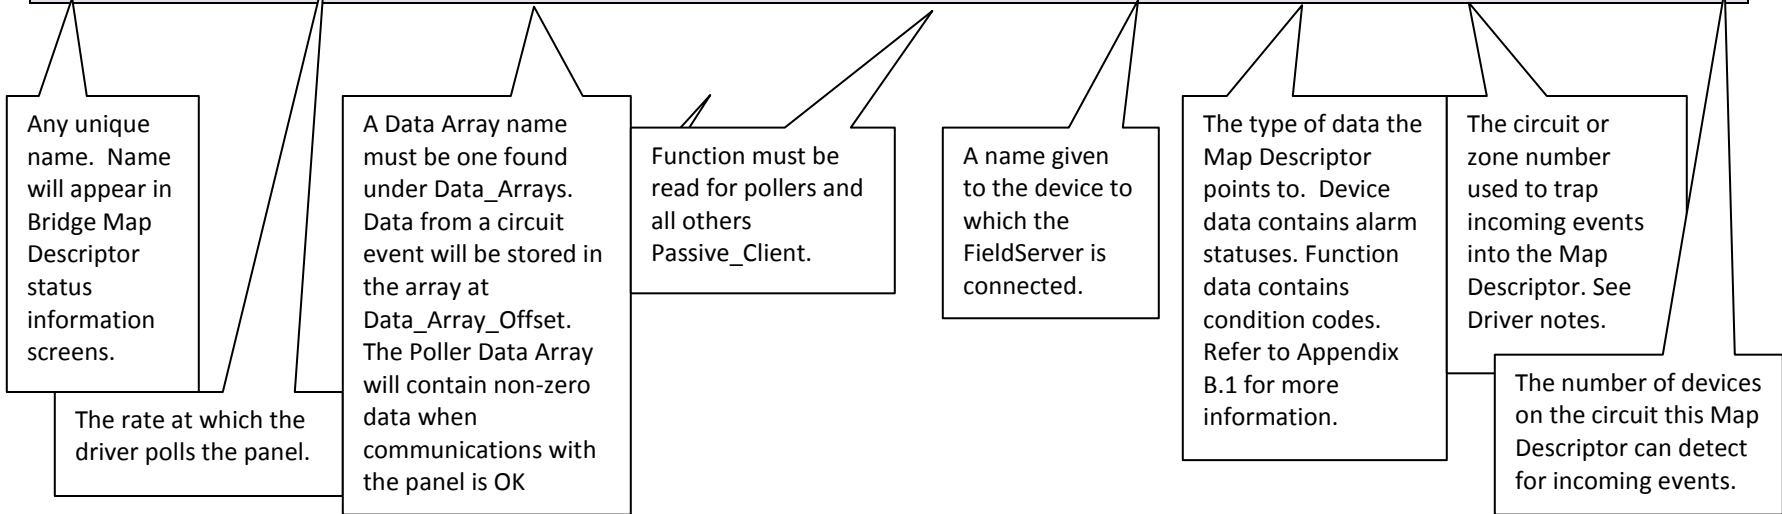 Any unique
name.  Name
will appear in
Bridge Map
Descriptor
status
information
screens.
The rate at which the
driver polls the panel.
A Data Array name
must be one found
under Data_Arrays.
Data from a circuit
event will be stored in
the array at
Data_Array_Offset.
The Poller Data Array
will contain non-zero
data when
communications with
the panel is OK
Function must be
read for pollers and
all others
Passive_Client.
A name given
to the device to
which the
FieldServer is
connected.
The type of data the
Map Descriptor
points to.  Device
data contains alarm
statuses. Function
data contains
condition codes.
Refer to Appendix
B.1 for more
information.
The circuit or
zone number
used to trap
incoming events
into the Map
Descriptor. See
Driver notes.
The number of devices
on the circuit this Map
Descriptor can detect
for incoming events.